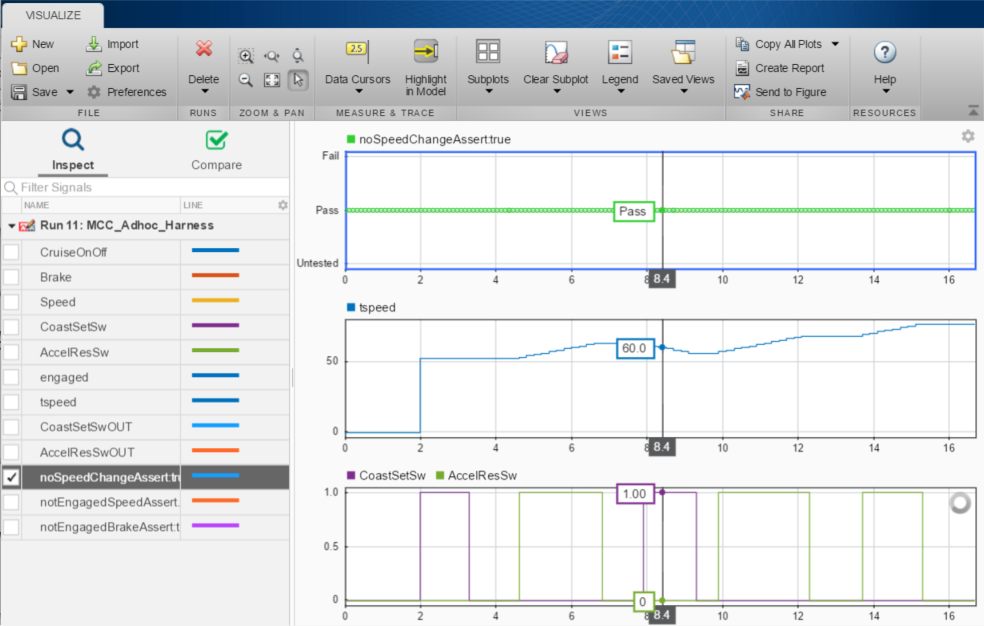 VISUALIZE
New
Import
Open
Export
Save
Preferences
Delete
2.5
Data Cursors
Highlight
in Model
Subplots
Clear Subplot
Legend
Saved Views
Copy All Plots
Create Report
Send to Figure
Help
FILE
RUNS
ZOOM & PAN
MEASURE & TRACE
VIEWS
SHARE
RESOURCES
Inspect
Compare
Filter Signals
NAME LINE
Run 11: MCC_Adhoc_Harness
CruiseOnOff
Brake
Speed
CoastSetSw
AccelResSw
engaged
tspeed
CoastSetSwOUT
AccelResSwOUT
noSpeedChangeAssert:tru
notEngagedSpeedAssert.
notEngagedBrakeAssert:t
noSpeedChangeAssert:true
Fail
Pass
Pass
Untested
0 2 4 6 8 8.4 10 12 14 16
tspeed
60.0
50
0
0 2 4 6 8 8.4 10 12 14 16
CoastSetSw AccelResSw
1.0
1.00
0.5
0
0
0 2 4 6 8 8.4 10 12 14 16